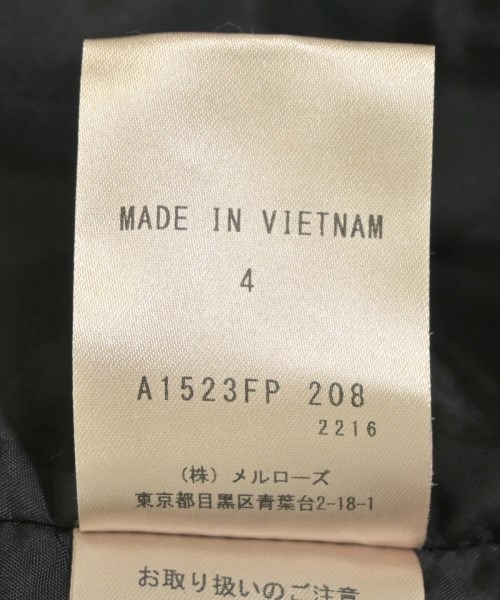 MADE IN VIETNAM
4
A1523FP 208
2216
(株) メルローズ
東京都目黒区青葉台2-18-1
お取り扱いのご注意